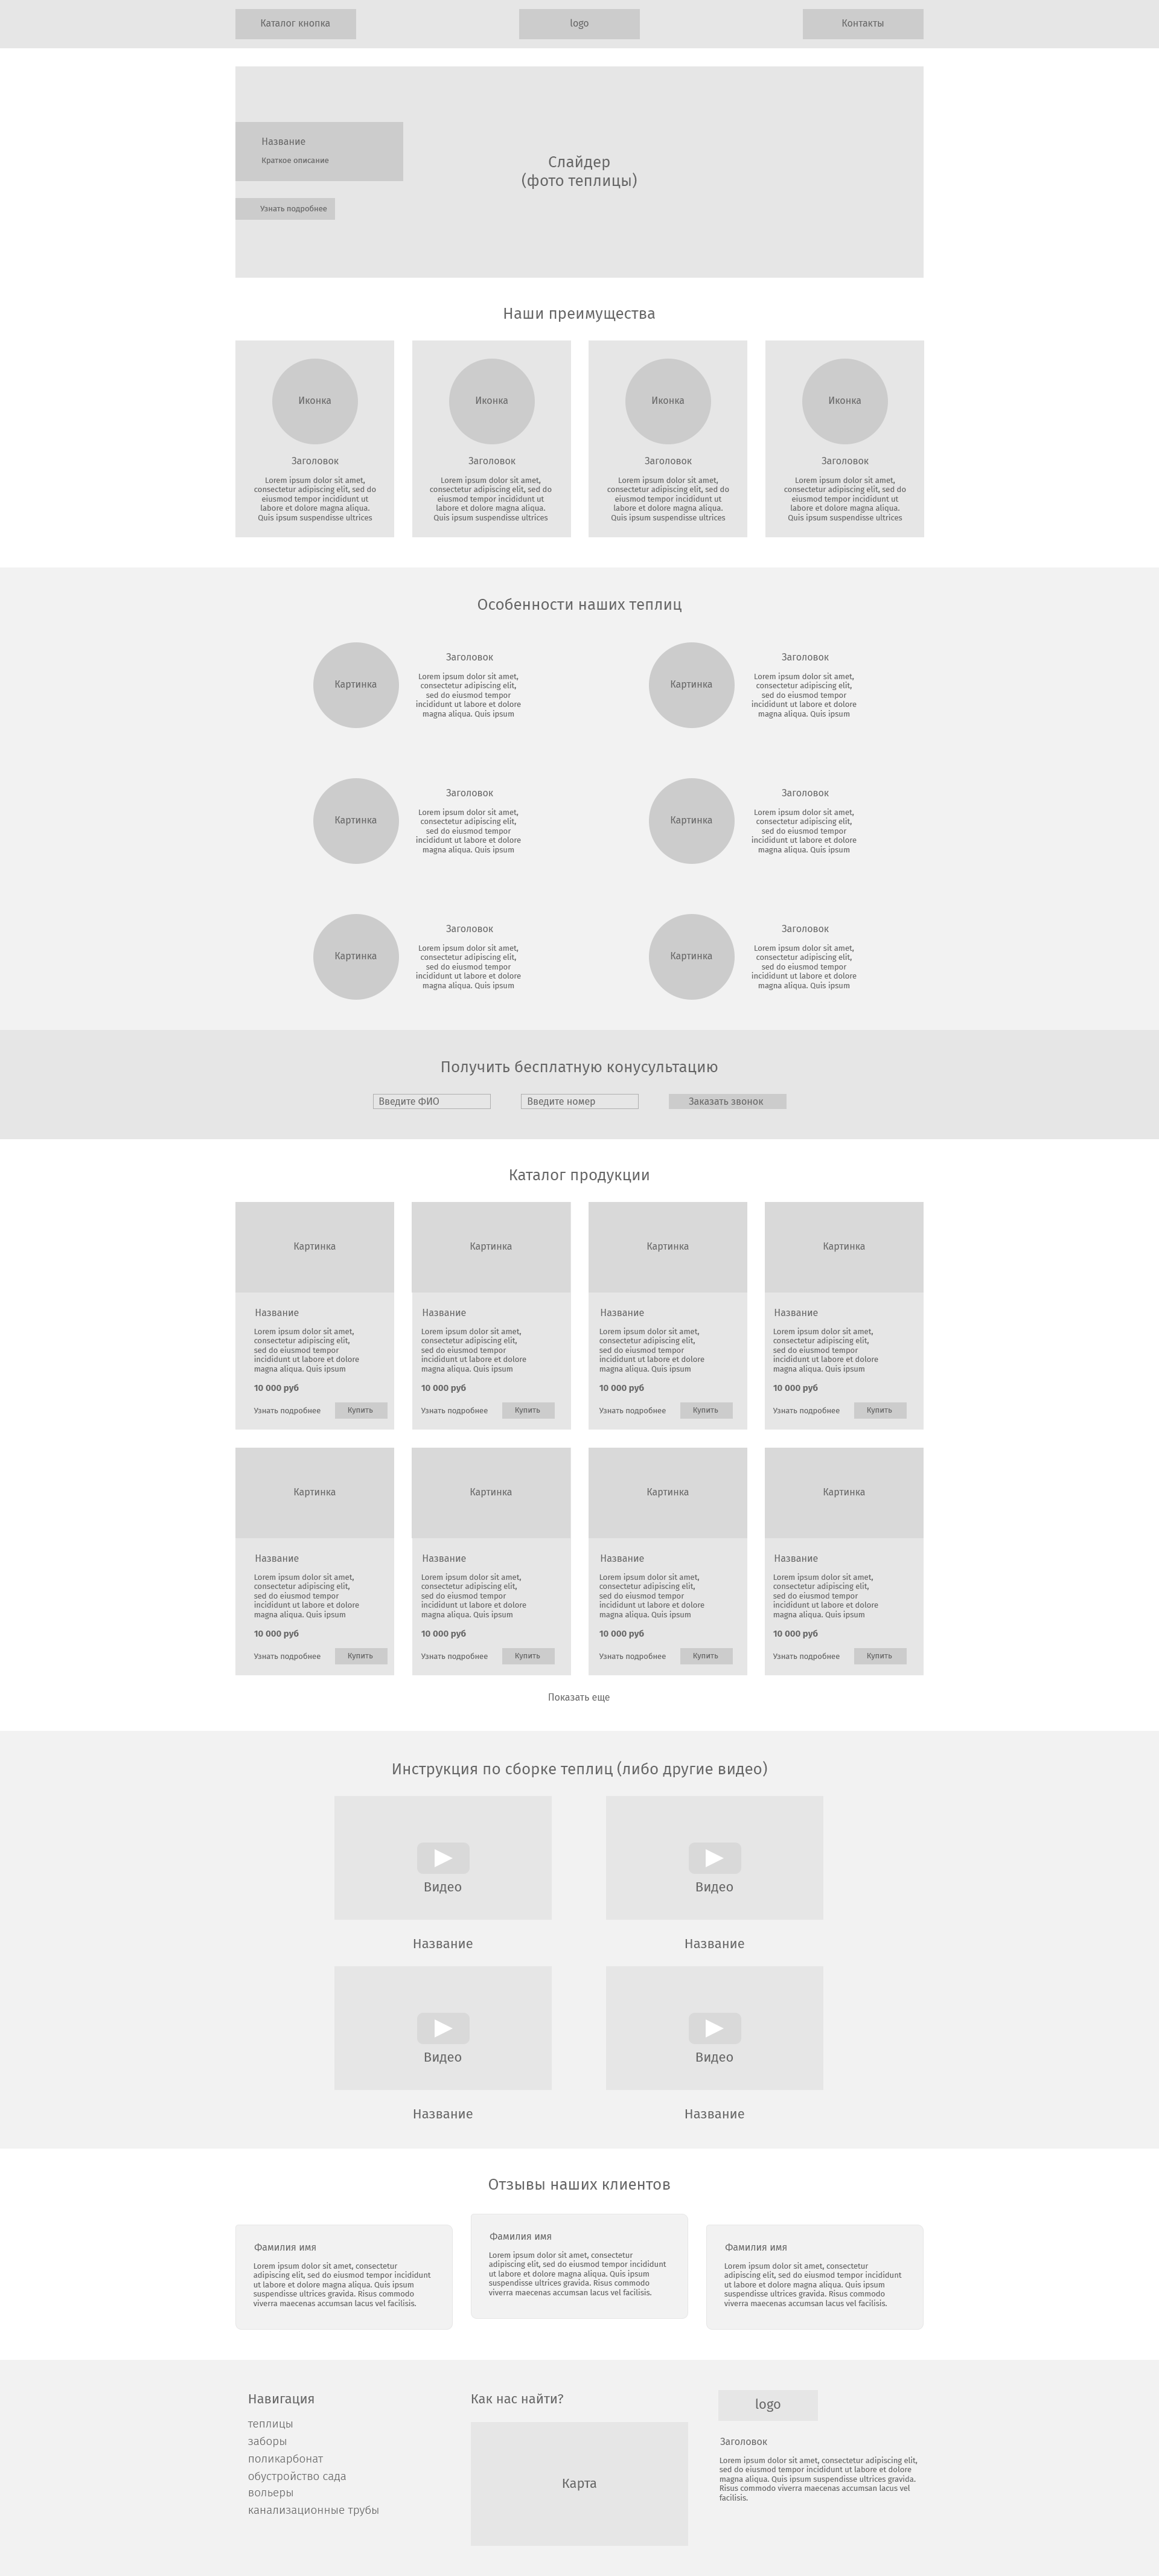 Каталог кнопка
logo
Контакты
Название
Краткое описание
Слайдер
(фото теплицы)
Узнать подробнее
Наши преимущества
Иконка
Заголовок
Lorem ipsum dolor sit amet,
consectetur adipiscing elit, sed do
eiusmod tempor incididunt ut
labore et dolore magna aliqua.
Quis ipsum suspendisse ultrices
Иконка
Заголовок
Lorem ipsum dolor sit amet,
consectetur adipiscing elit, sed do
eiusmod tempor incididunt ut
labore et dolore magna aliqua.
Quis ipsum suspendisse ultrices
Иконка
Заголовок
Lorem ipsum dolor sit amet,
consectetur adipiscing elit, sed do
eiusmod tempor incididunt ut
labore et dolore magna aliqua.
Quis ipsum suspendisse ultrices
Иконка
Заголовок
Lorem ipsum dolor sit amet,
consectetur adipiscing elit, sed do
eiusmod tempor incididunt ut
labore et dolore magna aliqua.
Quis ipsum suspendisse ultrices
Особенности наших теплиц
Картинка
Заголовок
Lorem ipsum dolor sit amet,
consectetur adipiscing elit,
sed do eiusmod tempor
incididunt ut labore et dolore
magna aliqua. Quis ipsum
Картинка
Заголовок
Lorem ipsum dolor sit amet,
consectetur adipiscing elit,
sed do eiusmod tempor
incididunt ut labore et dolore
magna aliqua. Quis ipsum
Картинка
Заголовок
Lorem ipsum dolor sit amet,
consectetur adipiscing elit,
sed do eiusmod tempor
incididunt ut labore et dolore
magna aliqua. Quis ipsum
Картинка
Заголовок
Lorem ipsum dolor sit amet,
consectetur adipiscing elit,
sed do eiusmod tempor
incididunt ut labore et dolore
magna aliqua. Quis ipsum
Картинка
Заголовок
Lorem ipsum dolor sit amet,
consectetur adipiscing elit,
sed do eiusmod tempor
incididunt ut labore et dolore
magna aliqua. Quis ipsum
Картинка
Заголовок
Lorem ipsum dolor sit amet,
consectetur adipiscing elit,
sed do eiusmod tempor
incididunt ut labore et dolore
magna aliqua. Quis ipsum
Получить бесплатную конусультацию
Введите ФИО
Введите номер
Заказать звонок
Каталог продукции
Картинка
Название
Lorem ipsum dolor sit amet,
consectetur adipiscing elit,
sed do eiusmod tempor
incididunt ut labore et dolore
magna aliqua. Quis ipsum
10 000 руб
Узнать подробнее
Купить
Картинка
Название
Lorem ipsum dolor sit amet,
consectetur adipiscing elit,
sed do eiusmod tempor
incididunt ut labore et dolore
magna aliqua. Quis ipsum
10 000 руб
Узнать подробнее
Купить
Картинка
Название
Lorem ipsum dolor sit amet,
consectetur adipiscing elit,
sed do eiusmod tempor
incididunt ut labore et dolore
magna aliqua. Quis ipsum
10 000 руб
Узнать подробнее
Купить
Картинка
Название
Lorem ipsum dolor sit amet,
consectetur adipiscing elit,
sed do eiusmod tempor
incididunt ut labore et dolore
magna aliqua. Quis ipsum
10 000 руб
Узнать подробнее
Купить
Картинка
Название
Lorem ipsum dolor sit amet,
consectetur adipiscing elit,
sed do eiusmod tempor
incididunt ut labore et dolore
magna aliqua. Quis ipsum
10 000 руб
Узнать подробнее
Купить
Картинка
Название
Lorem ipsum dolor sit amet,
consectetur adipiscing elit,
sed do eiusmod tempor
incididunt ut labore et dolore
magna aliqua. Quis ipsum
10 000 руб
Узнать подробнее
Купить
Картинка
Название
Lorem ipsum dolor sit amet,
consectetur adipiscing elit,
sed do eiusmod tempor
incididunt ut labore et dolore
magna aliqua. Quis ipsum
10 000 руб
Узнать подробнее
Купить
Картинка
Название
Lorem ipsum dolor sit amet,
consectetur adipiscing elit,
sed do eiusmod tempor
incididunt ut labore et dolore
magna aliqua. Quis ipsum
10 000 руб
Узнать подробнее
Купить
Показать еще
Инструкция по сборке теплиц (либо другие видео)
Видео
Название
Видео
Название
Видео
Название
Видео
Название
Отзывы наших клиентов
Фамилия имя
Lorem ipsum dolor sit amet, consectetur
adipiscing elit, sed do eiusmod tempor incididunt
ut labore et dolore magna aliqua. Quis ipsum
suspendisse ultrices gravida. Risus commodo
viverra maecenas accumsan lacus vel facilisis.
Фамилия имя
Lorem ipsum dolor sit amet, consectetur
adipiscing elit, sed do eiusmod tempor incididunt
ut labore et dolore magna aliqua. Quis ipsum
suspendisse ultrices gravida. Risus commodo
viverra maecenas accumsan lacus vel facilisis.
Фамилия имя
Lorem ipsum dolor sit amet, consectetur
adipiscing elit, sed do eiusmod tempor incididunt
ut labore et dolore magna aliqua. Quis ipsum
suspendisse ultrices gravida. Risus commodo
viverra maecenas accumsan lacus vel facilisis.
Навигация
теплицы
заборы
поликарбонат
обустройство сада
вольеры
канализационные трубы
Как нас найти?
Карта
logo
Заголовок
Lorem ipsum dolor sit amet, consectetur adipiscing elit,
sed do eiusmod tempor incididunt ut labore et dolore
magna aliqua. Quis ipsum suspendisse ultrices gravida.
Risus commodo viverra maecenas accumsan lacus vel
facilisis.